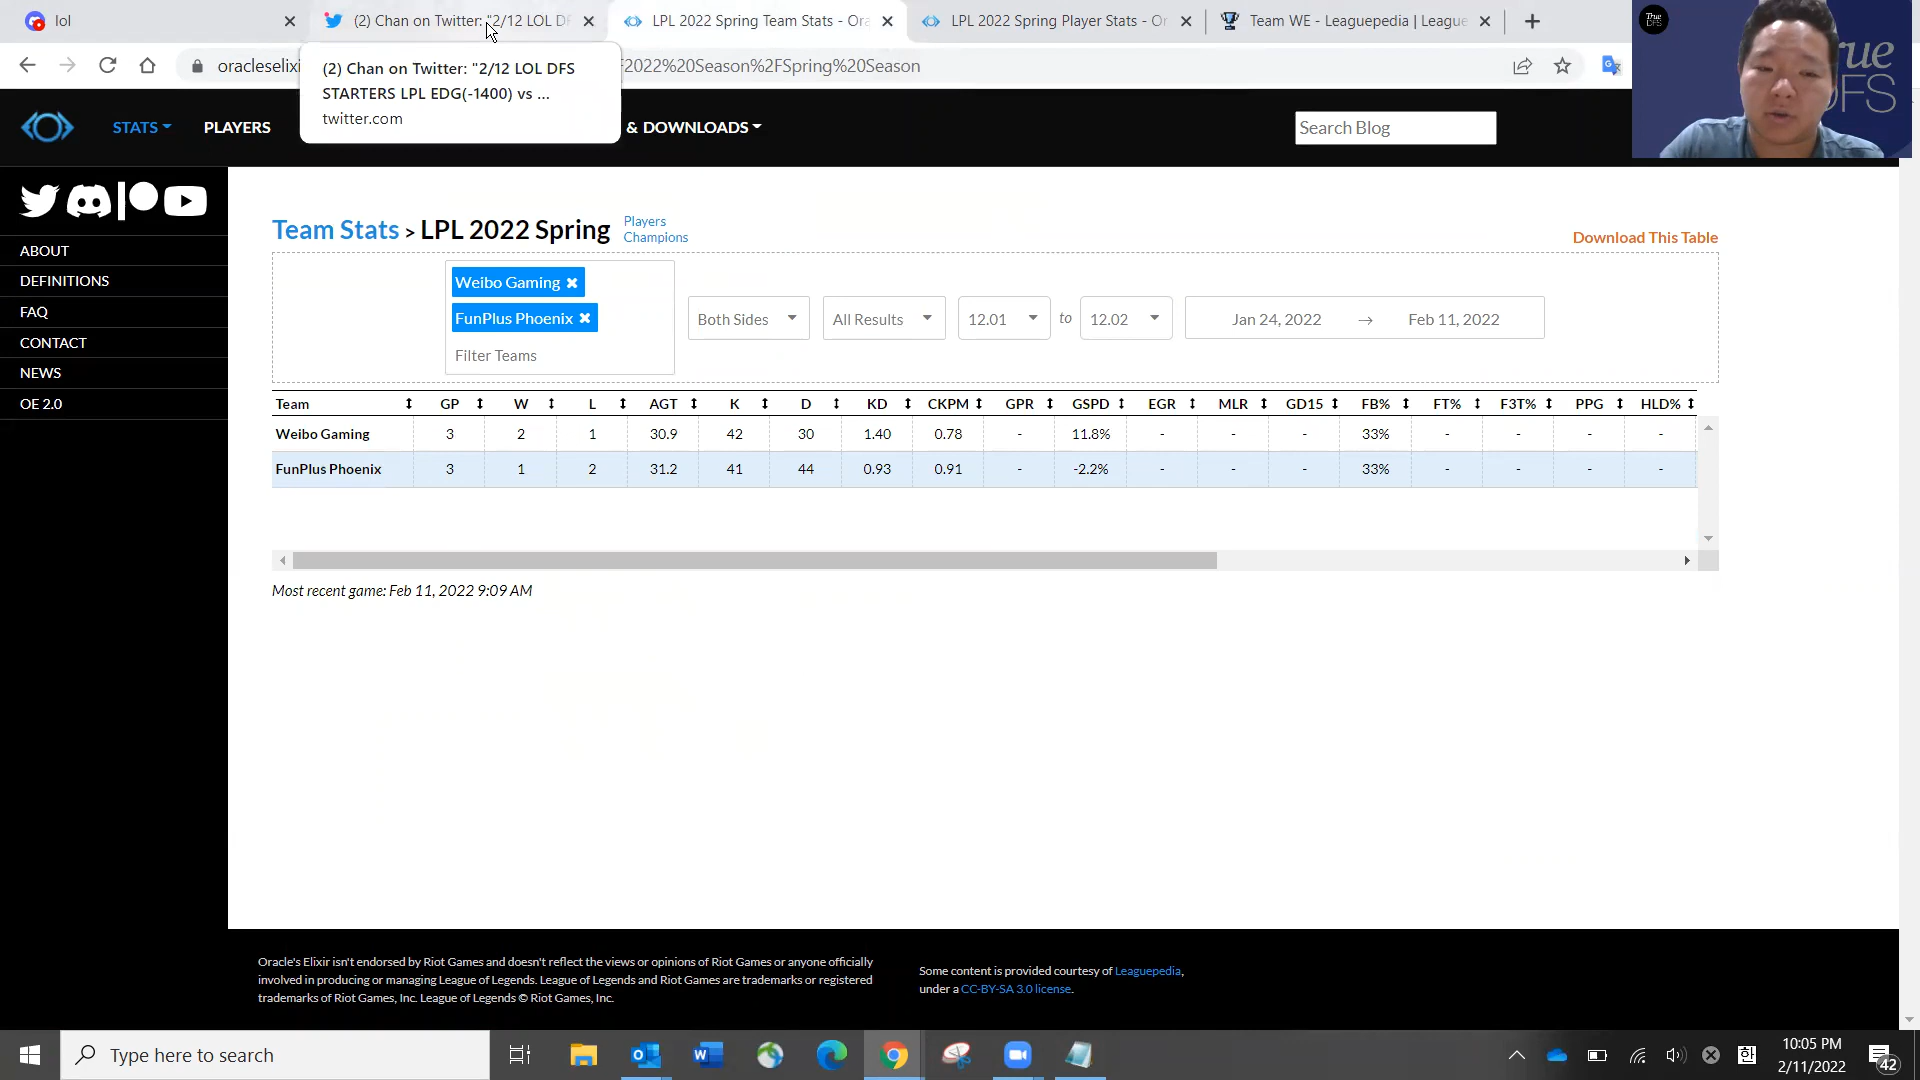 lol
(2) Chan on Twitter: "2/12 LOL DF
LPL 2022 Spring Team Stats - Ora
LPL 2022 Spring Player Stats - Or
Team WE - Leaguepedia | League
oracleselixi
2022%20Season%2FSpring%20Season
(2) Chan on Twitter: "2/12 LOL DFS
STARTERS LPL EDG(-1400) vs ...
twitter.com
True
DFS
rue
DFS
STATS
PLAYERS
& DOWNLOADS
Search Blog
ABOUT
DEFINITIONS
FAQ
CONTACT
NEWS
OE 2.0
Team Stats > LPL 2022 Spring
Players
Champions
Download This Table
Weibo Gaming
FunPlus Phoenix
Filter Teams
Both Sides
All Results
12.01
to
12.02
Jan 24, 2022 → Feb 11, 2022
Team GP W L AGT K D KD CKPM GPR GSPD EGR MLR GD15 FB% FT% F3T% PPG HLD%
Weibo Gaming 3 2 1 30.9 42 30 1.40 0.78 - 11.8% - - - 33% - - - -
FunPlus Phoenix 3 1 2 31.2 41 44 0.93 0.91 - -2.2% - - - 33% - - - -
Most recent game: Feb 11, 2022 9:09 AM
Oracle's Elixir isn't endorsed by Riot Games and doesn't reflect the views or opinions of Riot Games or anyone officially
involved in producing or managing League of Legends. League of Legends and Riot Games are trademarks or registered
trademarks of Riot Games, Inc. League of Legends © Riot Games, Inc.
Some content is provided courtesy of Leaguepedia,
under a CC-BY-SA 3.0 license.
Type here to search
한
10:05 PM
2/11/2022
42